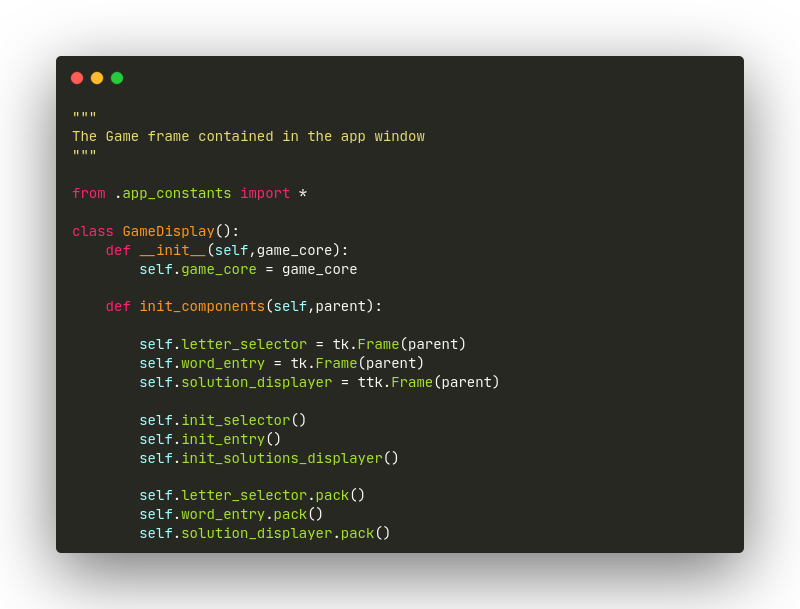 """
The Game frame contained in the app window
"""

from .app_constants import *

class GameDisplay():
    def __init__(self,game_core):
        self.game_core = game_core

    def init_components(self,parent):

        self.letter_selector = tk.Frame(parent)
        self.word_entry = tk.Frame(parent)
        self.solution_displayer = ttk.Frame(parent)

        self.init_selector()
        self.init_entry()
        self.init_solutions_displayer()

        self.letter_selector.pack()
        self.word_entry.pack()
        self.solution_displayer.pack()